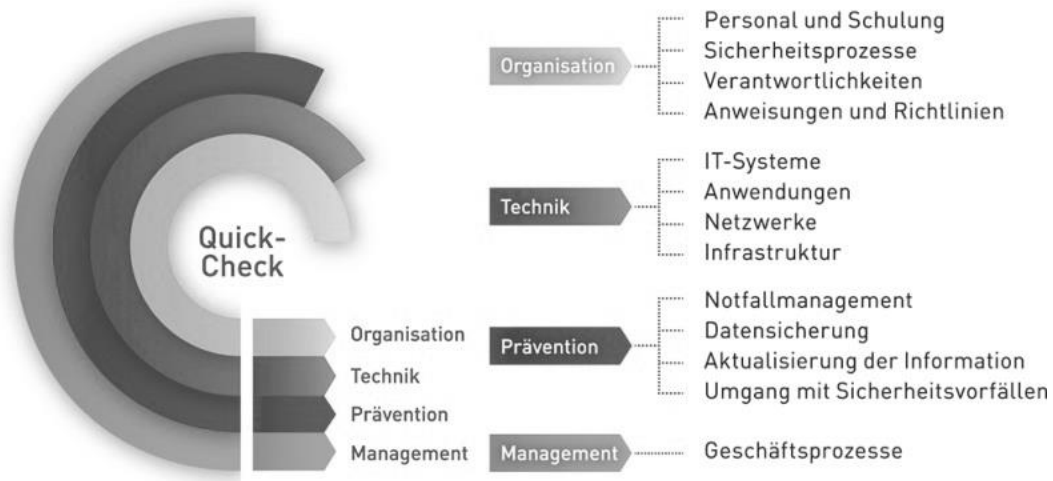 Quick-
Check
Organisation
Technik
Prävention
Management
Organisation
Personal und Schulung
Sicherheitsprozesse
Verantwortlichkeiten
Anweisungen und Richtlinien
Technik
IT-Systeme
Anwendungen
Netzwerke
Infrastruktur
Prävention
Notfallmanagement
Datensicherung
Aktualisierung der Information
Umgang mit Sicherheitsvorfällen
Management
Geschäftsprozesse